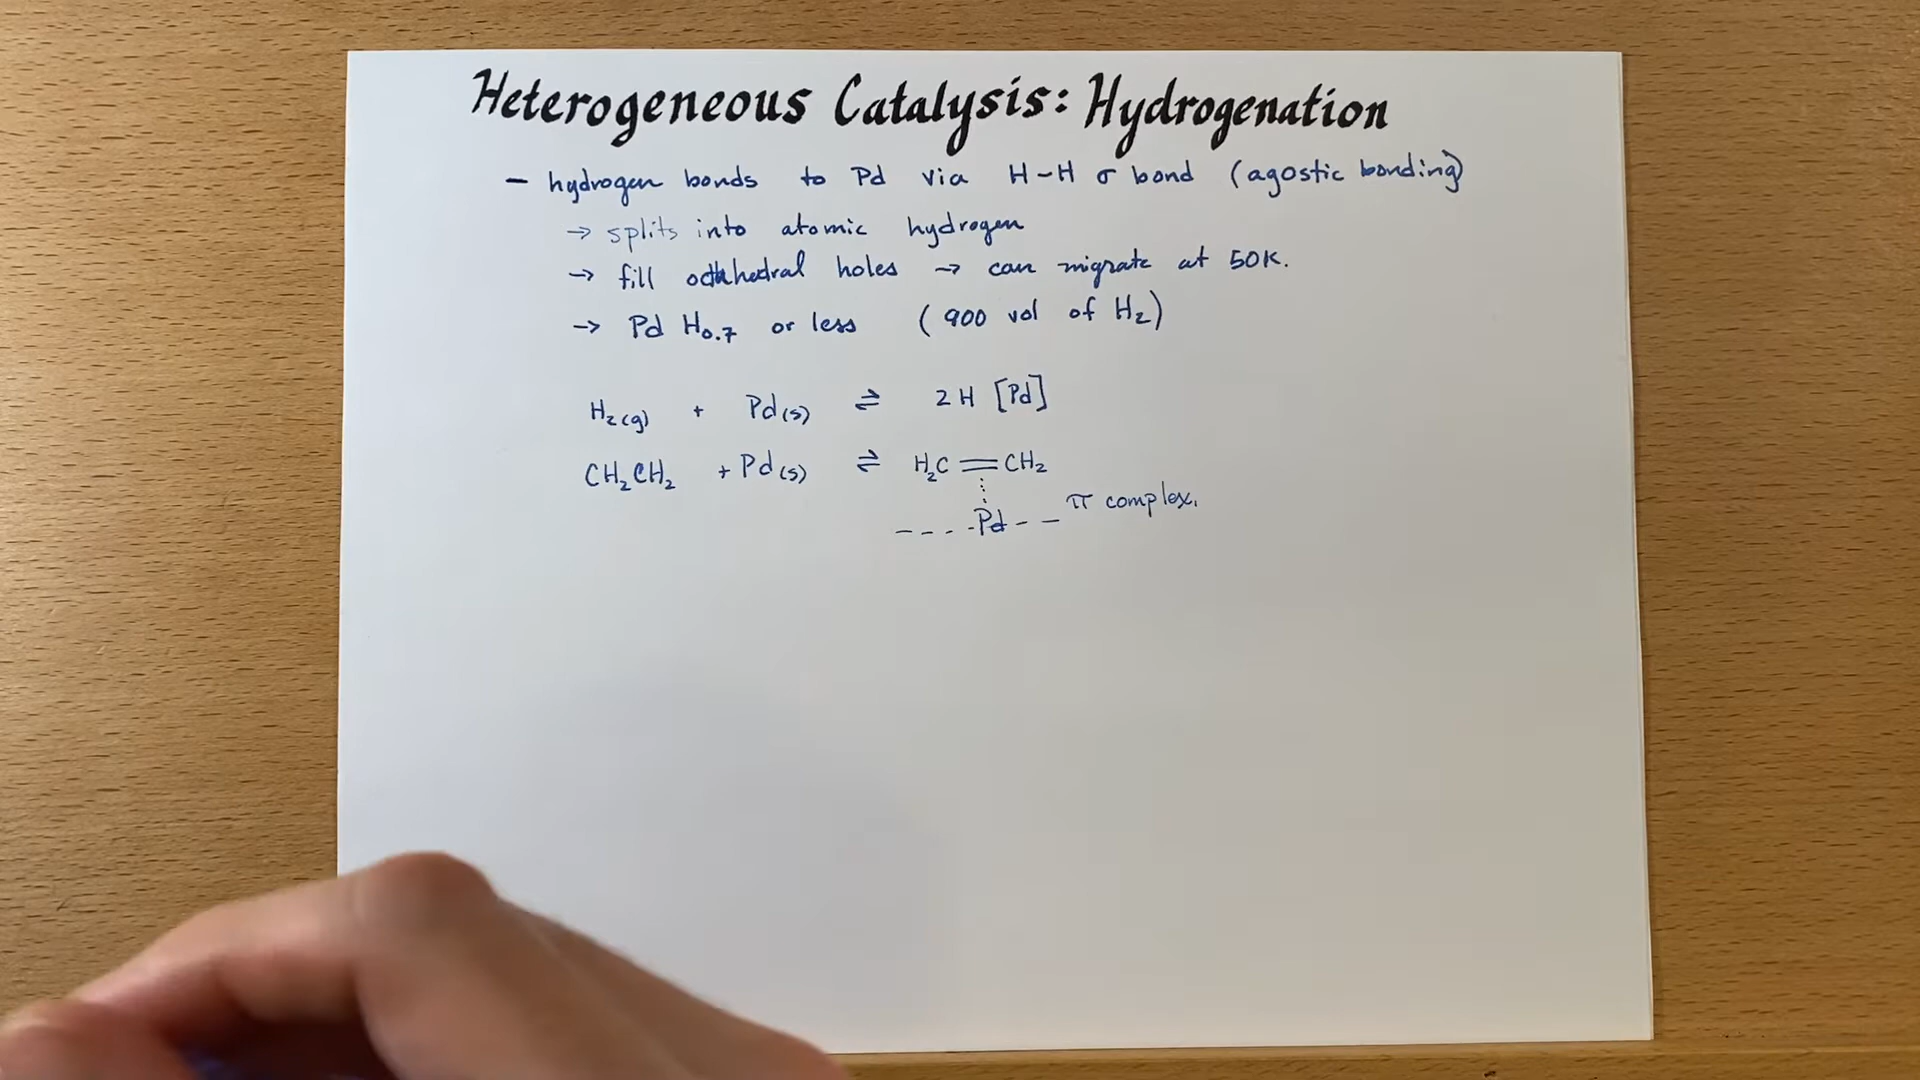 Heterogeneous Catalysis: Hydrogenation
- hydrogen bonds to Pd via H-H σ bond (agostic bonding)
→ splits into atomic hydrogen
→ fill octahedral holes → can migrate at 50K.
→ Pd H₀.₇ or less (900 vol of H₂)
H₂(g) + Pd(s) ⇌ 2H [Pd]
CH₂CH₂ + Pd(s) ⇌ H₂C=CH₂
π complex.
----Pd--